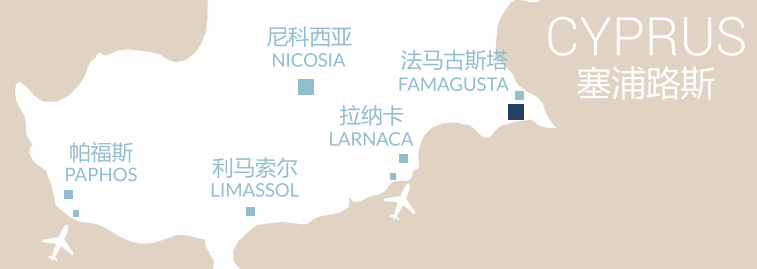 CYPRUS
塞浦路斯
尼科西亚
NICOSIA
法马古斯塔
FAMAGUSTA
拉纳卡
LARNACA
帕福斯
PAPHOS
利马索尔
LIMASSOL